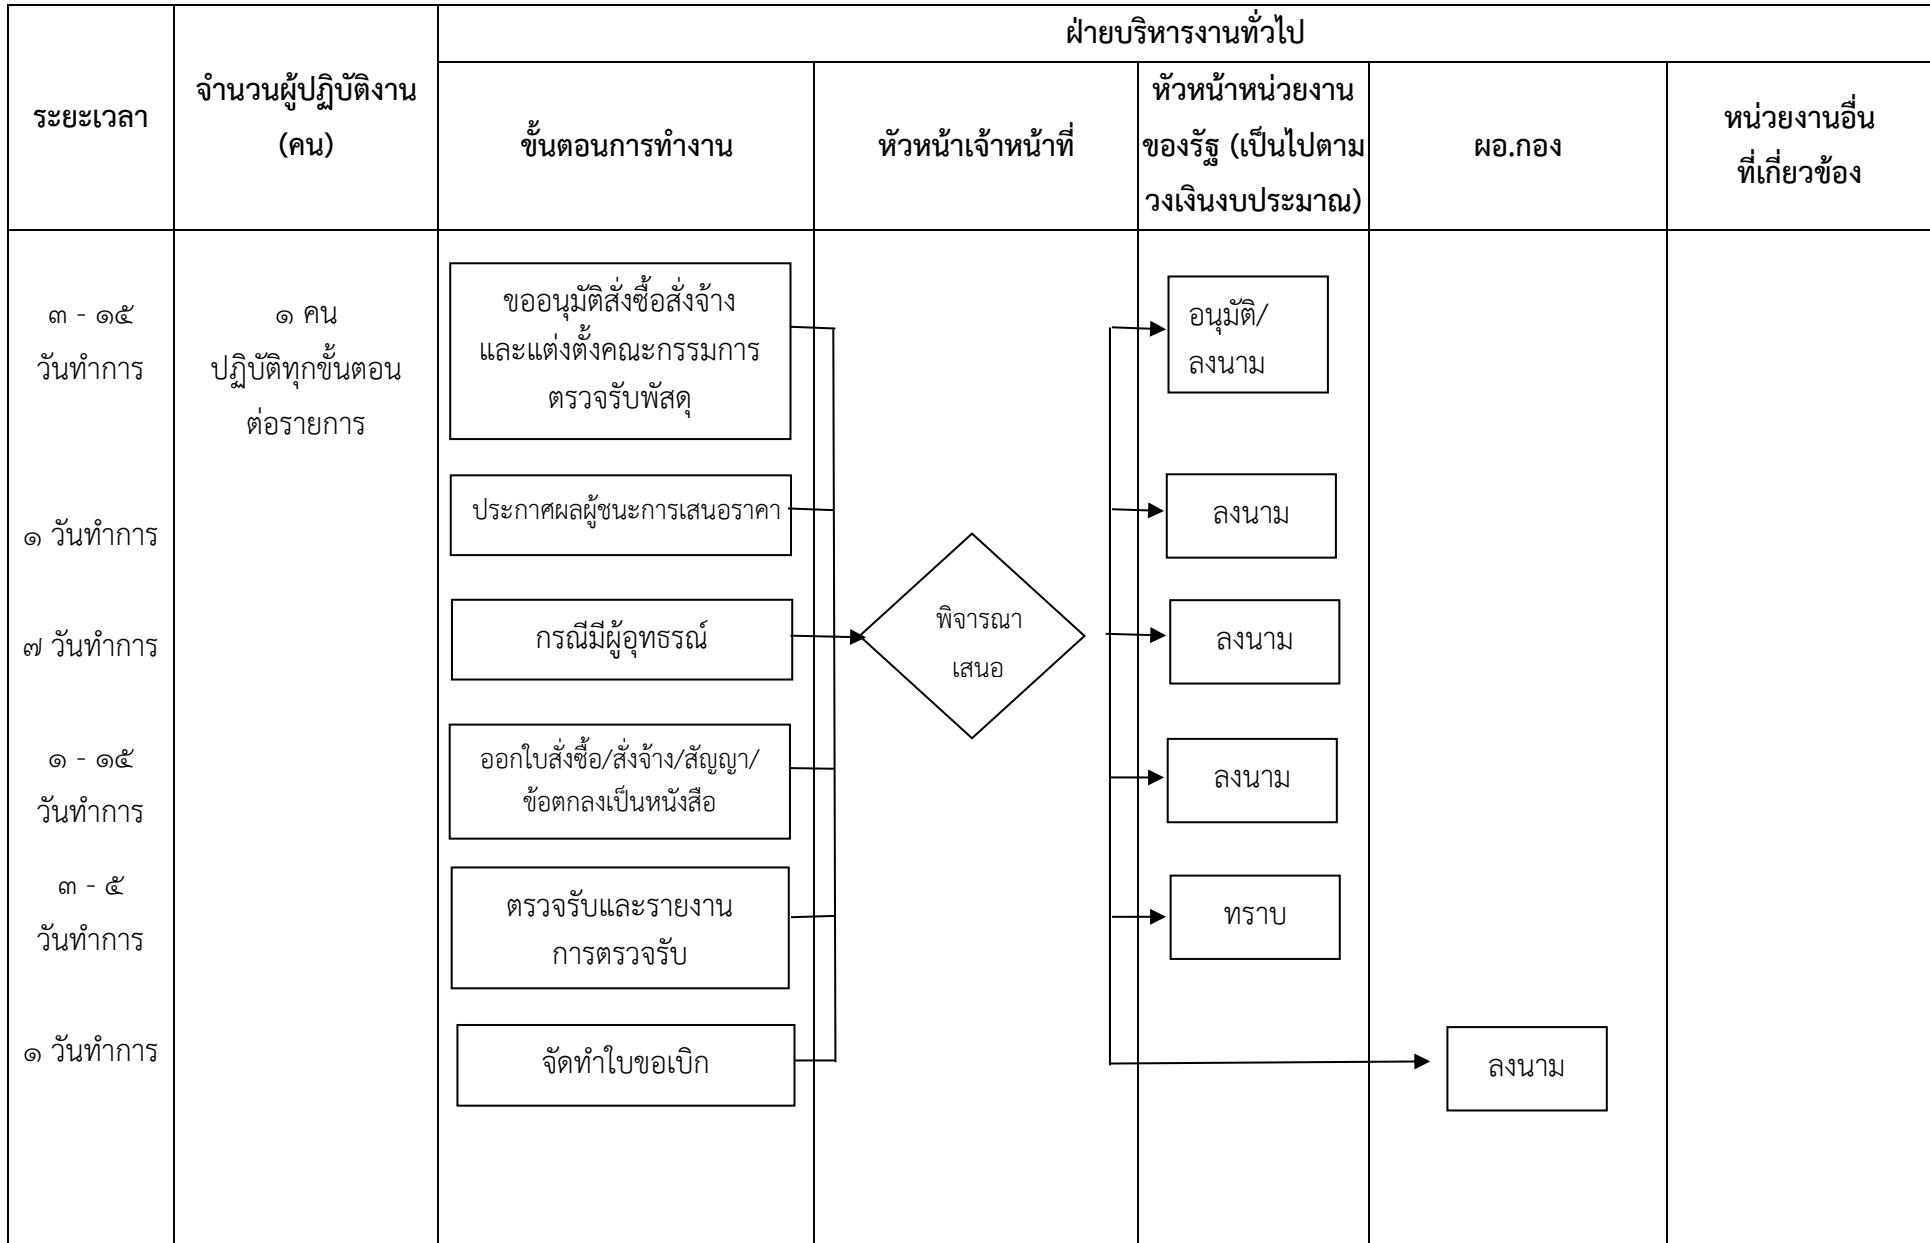 ฝ่ายบริหารงานทั่วไป
ระยะเวลา
จำนวนผู้ปฏิบัติงาน
(คน)
ขั้นตอนการทำงาน
หัวหน้าเจ้าหน้าที่
หัวหน้าหน่วยงาน
ของรัฐ (เป็นไปตาม
วงเงินงบประมาณ)
ผอ.กอง
หน่วยงานอื่น
ที่เกี่ยวข้อง
๓ - ๑๕
วันทำการ
๑ คน
ปฏิบัติทุกขั้นตอน
ต่อรายการ
ขออนุมัติสั่งซื้อสั่งจ้าง
และแต่งตั้งคณะกรรมการ
ตรวจรับพัสดุ
อนุมัติ/
ลงนาม
๑ วันทำการ
ประกาศผลผู้ชนะการเสนอราคา
ลงนาม
๗ วันทำการ
กรณีมีผู้อุทธรณ์
พิจารณา
เสนอ
ลงนาม
๑ - ๑๕
วันทำการ
ออกใบสั่งซื้อ/สั่งจ้าง/สัญญา/
ข้อตกลงเป็นหนังสือ
ลงนาม
๓ - ๕
วันทำการ
ตรวจรับและรายงาน
การตรวจรับ
ทราบ
๑ วันทำการ
จัดทำใบขอเบิก
ลงนาม